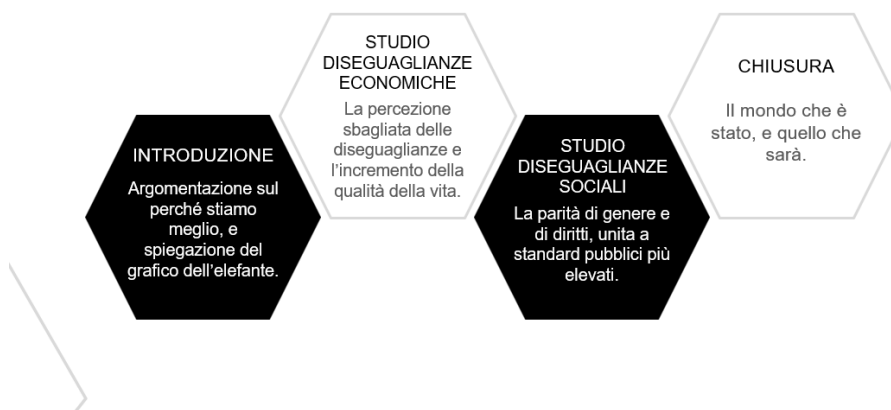 INTRODUZIONE
Argomentazione sul
perché stiamo
meglio, e
spiegazione del
grafico dell'elefante.
STUDIO
DISEGUAGLIANZE
ECONOMICHE
La percezione
sbagliata delle
diseguaglianze e
l'incremento della
qualità della vita.
STUDIO
DISEGUAGLIANZE
SOCIALI
La parità di genere e
di diritti, unita a
standard pubblici più
elevati.
CHIUSURA
Il mondo che è
stato, e quello che
sarà.